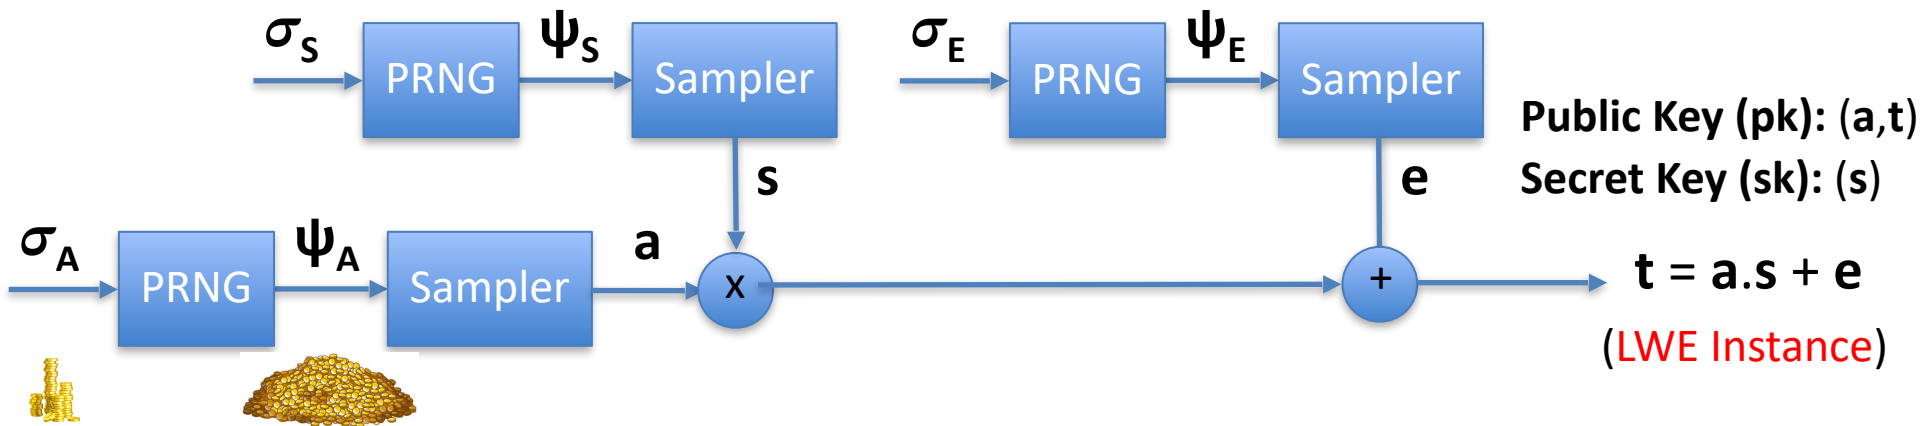 σS
PRNG
ψS
Sampler
σE
PRNG
ψE
Sampler
Public Key (pk): (a,t)
Secret Key (sk): (s)
s
e
σA
PRNG
ψA
Sampler
a
x
+
t = a.s + e
(LWE Instance)